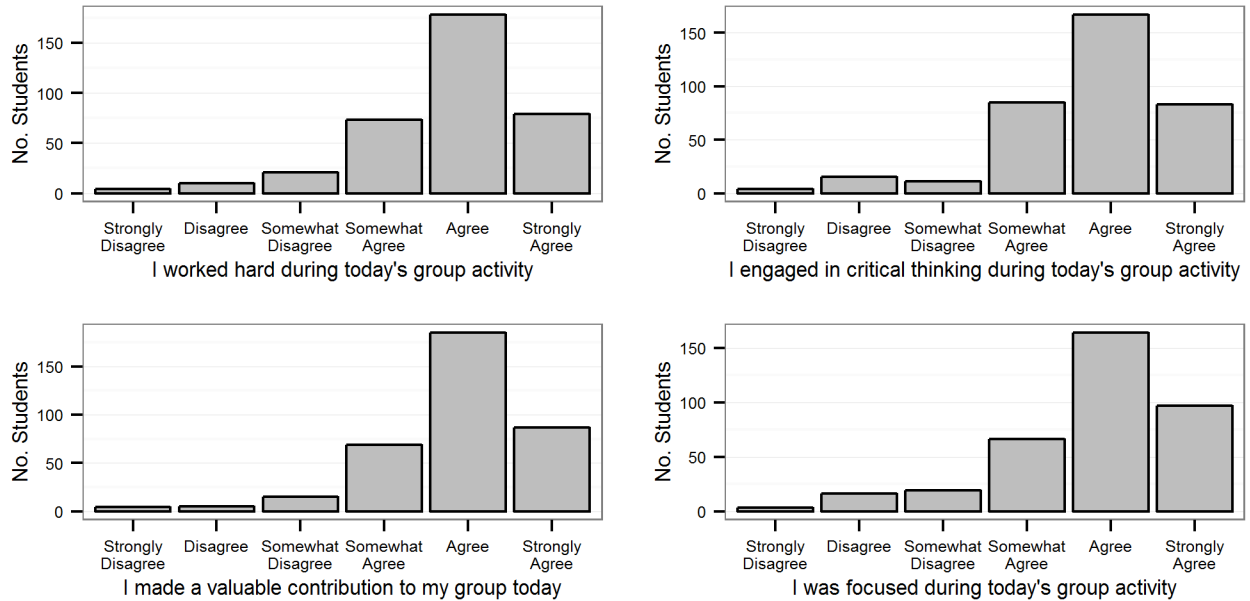 No. Students
150
100
50
0
Strongly Disagree Somewhat Somewhat Agree Strongly
Disagree Disagree Agree Agree
I worked hard during today's group activity
No. Students
150
100
50
0
Strongly Disagree Somewhat Somewhat Agree Strongly
Disagree Disagree Agree Agree
I engaged in critical thinking during today's group activity
No. Students
150
100
50
0
Strongly Disagree Somewhat Somewhat Agree Strongly
Disagree Disagree Agree Agree
I made a valuable contribution to my group today
No. Students
150
100
50
0
Strongly Disagree Somewhat Somewhat Agree Strongly
Disagree Disagree Agree Agree
I was focused during today's group activity